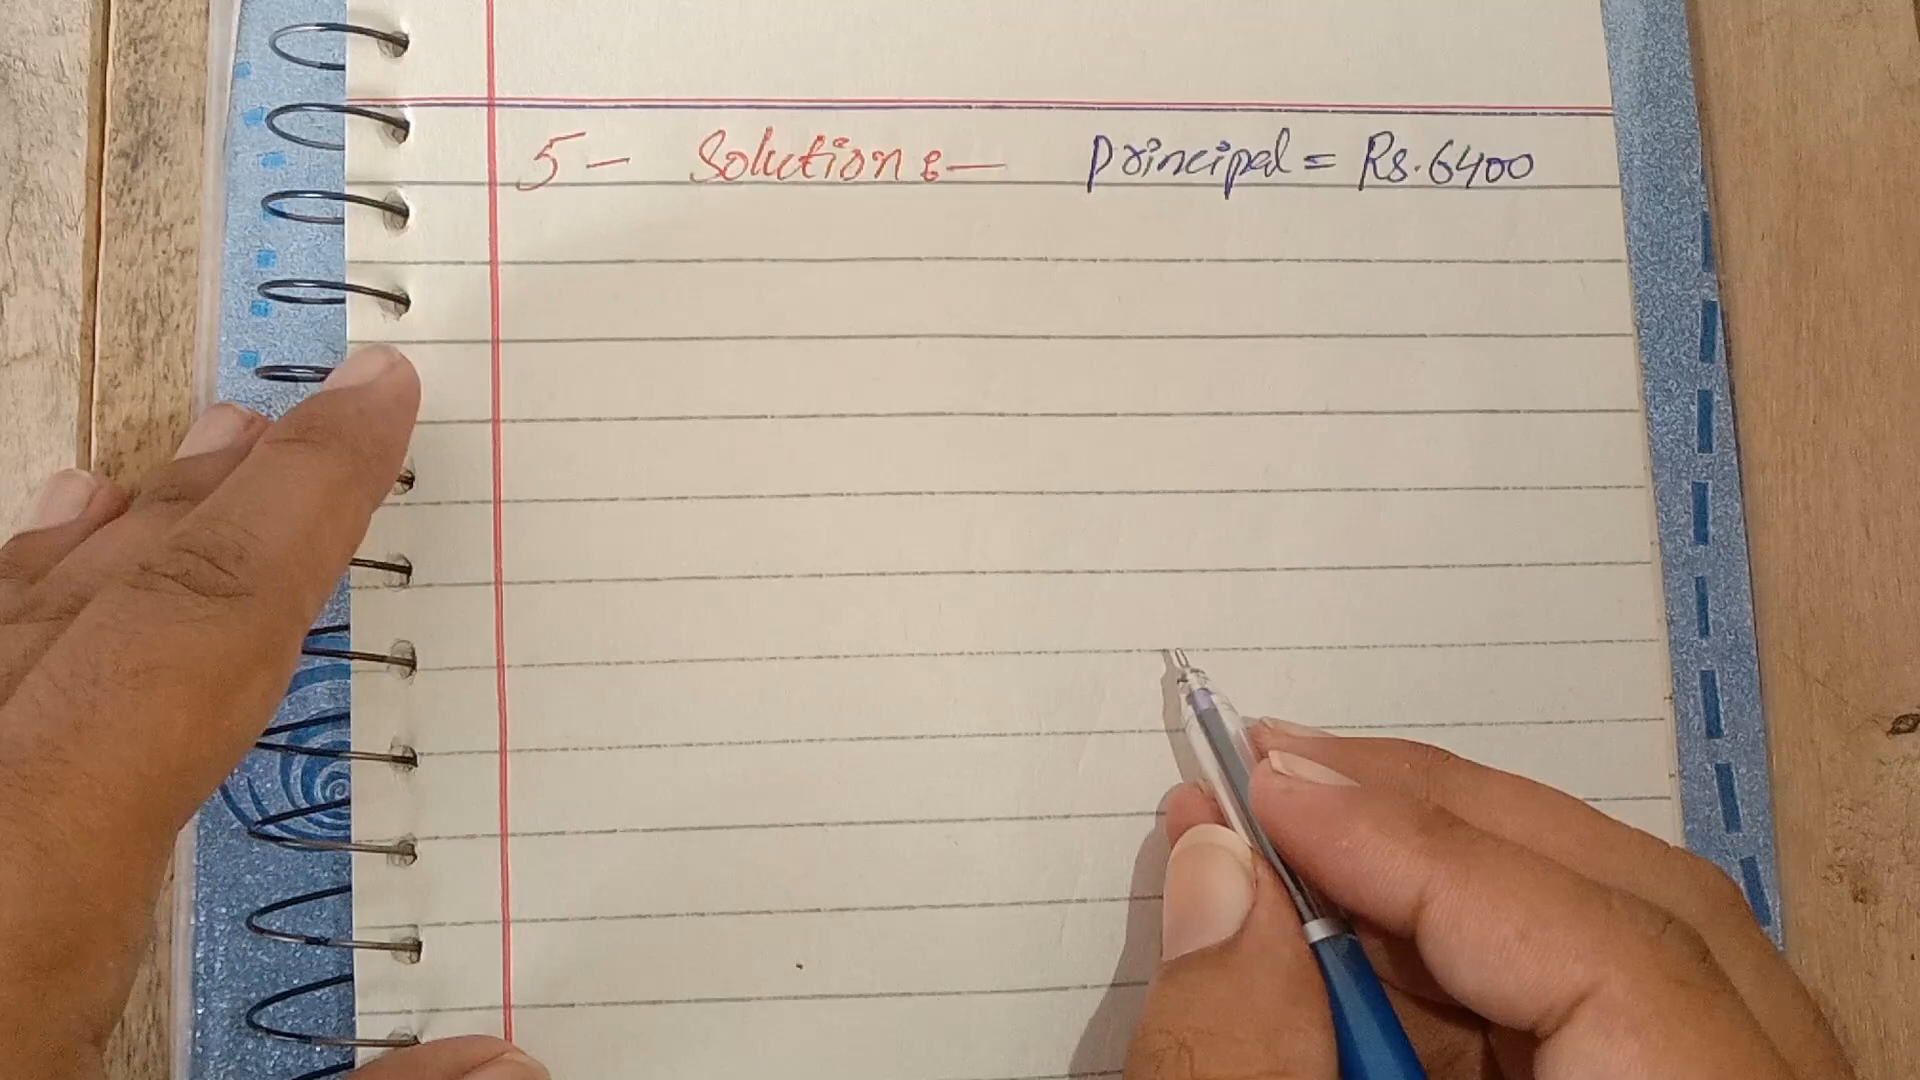 5- Solution:- Principal = Rs.6400